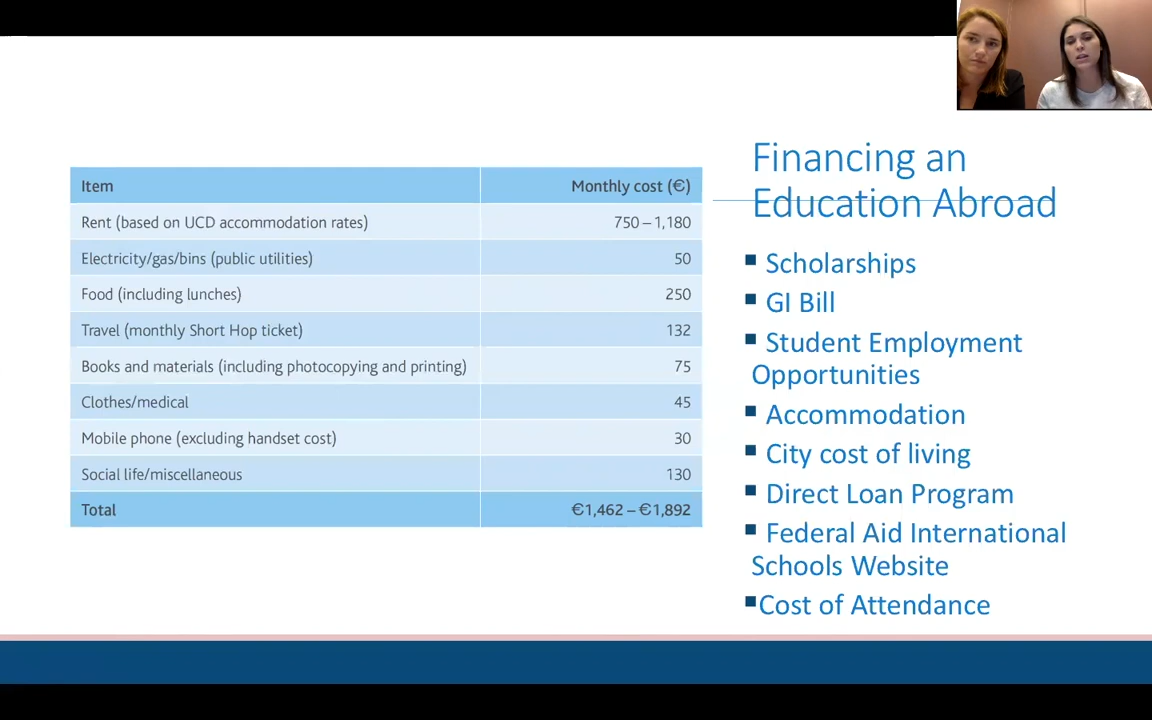 Item Monthly cost (€)
Rent (based on UCD accommodation rates) 750 – 1,180
Electricity/gas/bins (public utilities) 50
Food (including lunches) 250
Travel (monthly Short Hop ticket) 132
Books and materials (including photocopying and printing) 75
Clothes/medical 45
Mobile phone (excluding handset cost) 30
Social life/miscellaneous 130
Total €1,462 – €1,892
Financing an
Education Abroad
▪ Scholarships
▪ GI Bill
▪ Student Employment
Opportunities
▪ Accommodation
▪ City cost of living
▪ Direct Loan Program
▪ Federal Aid International
Schools Website
▪Cost of Attendance